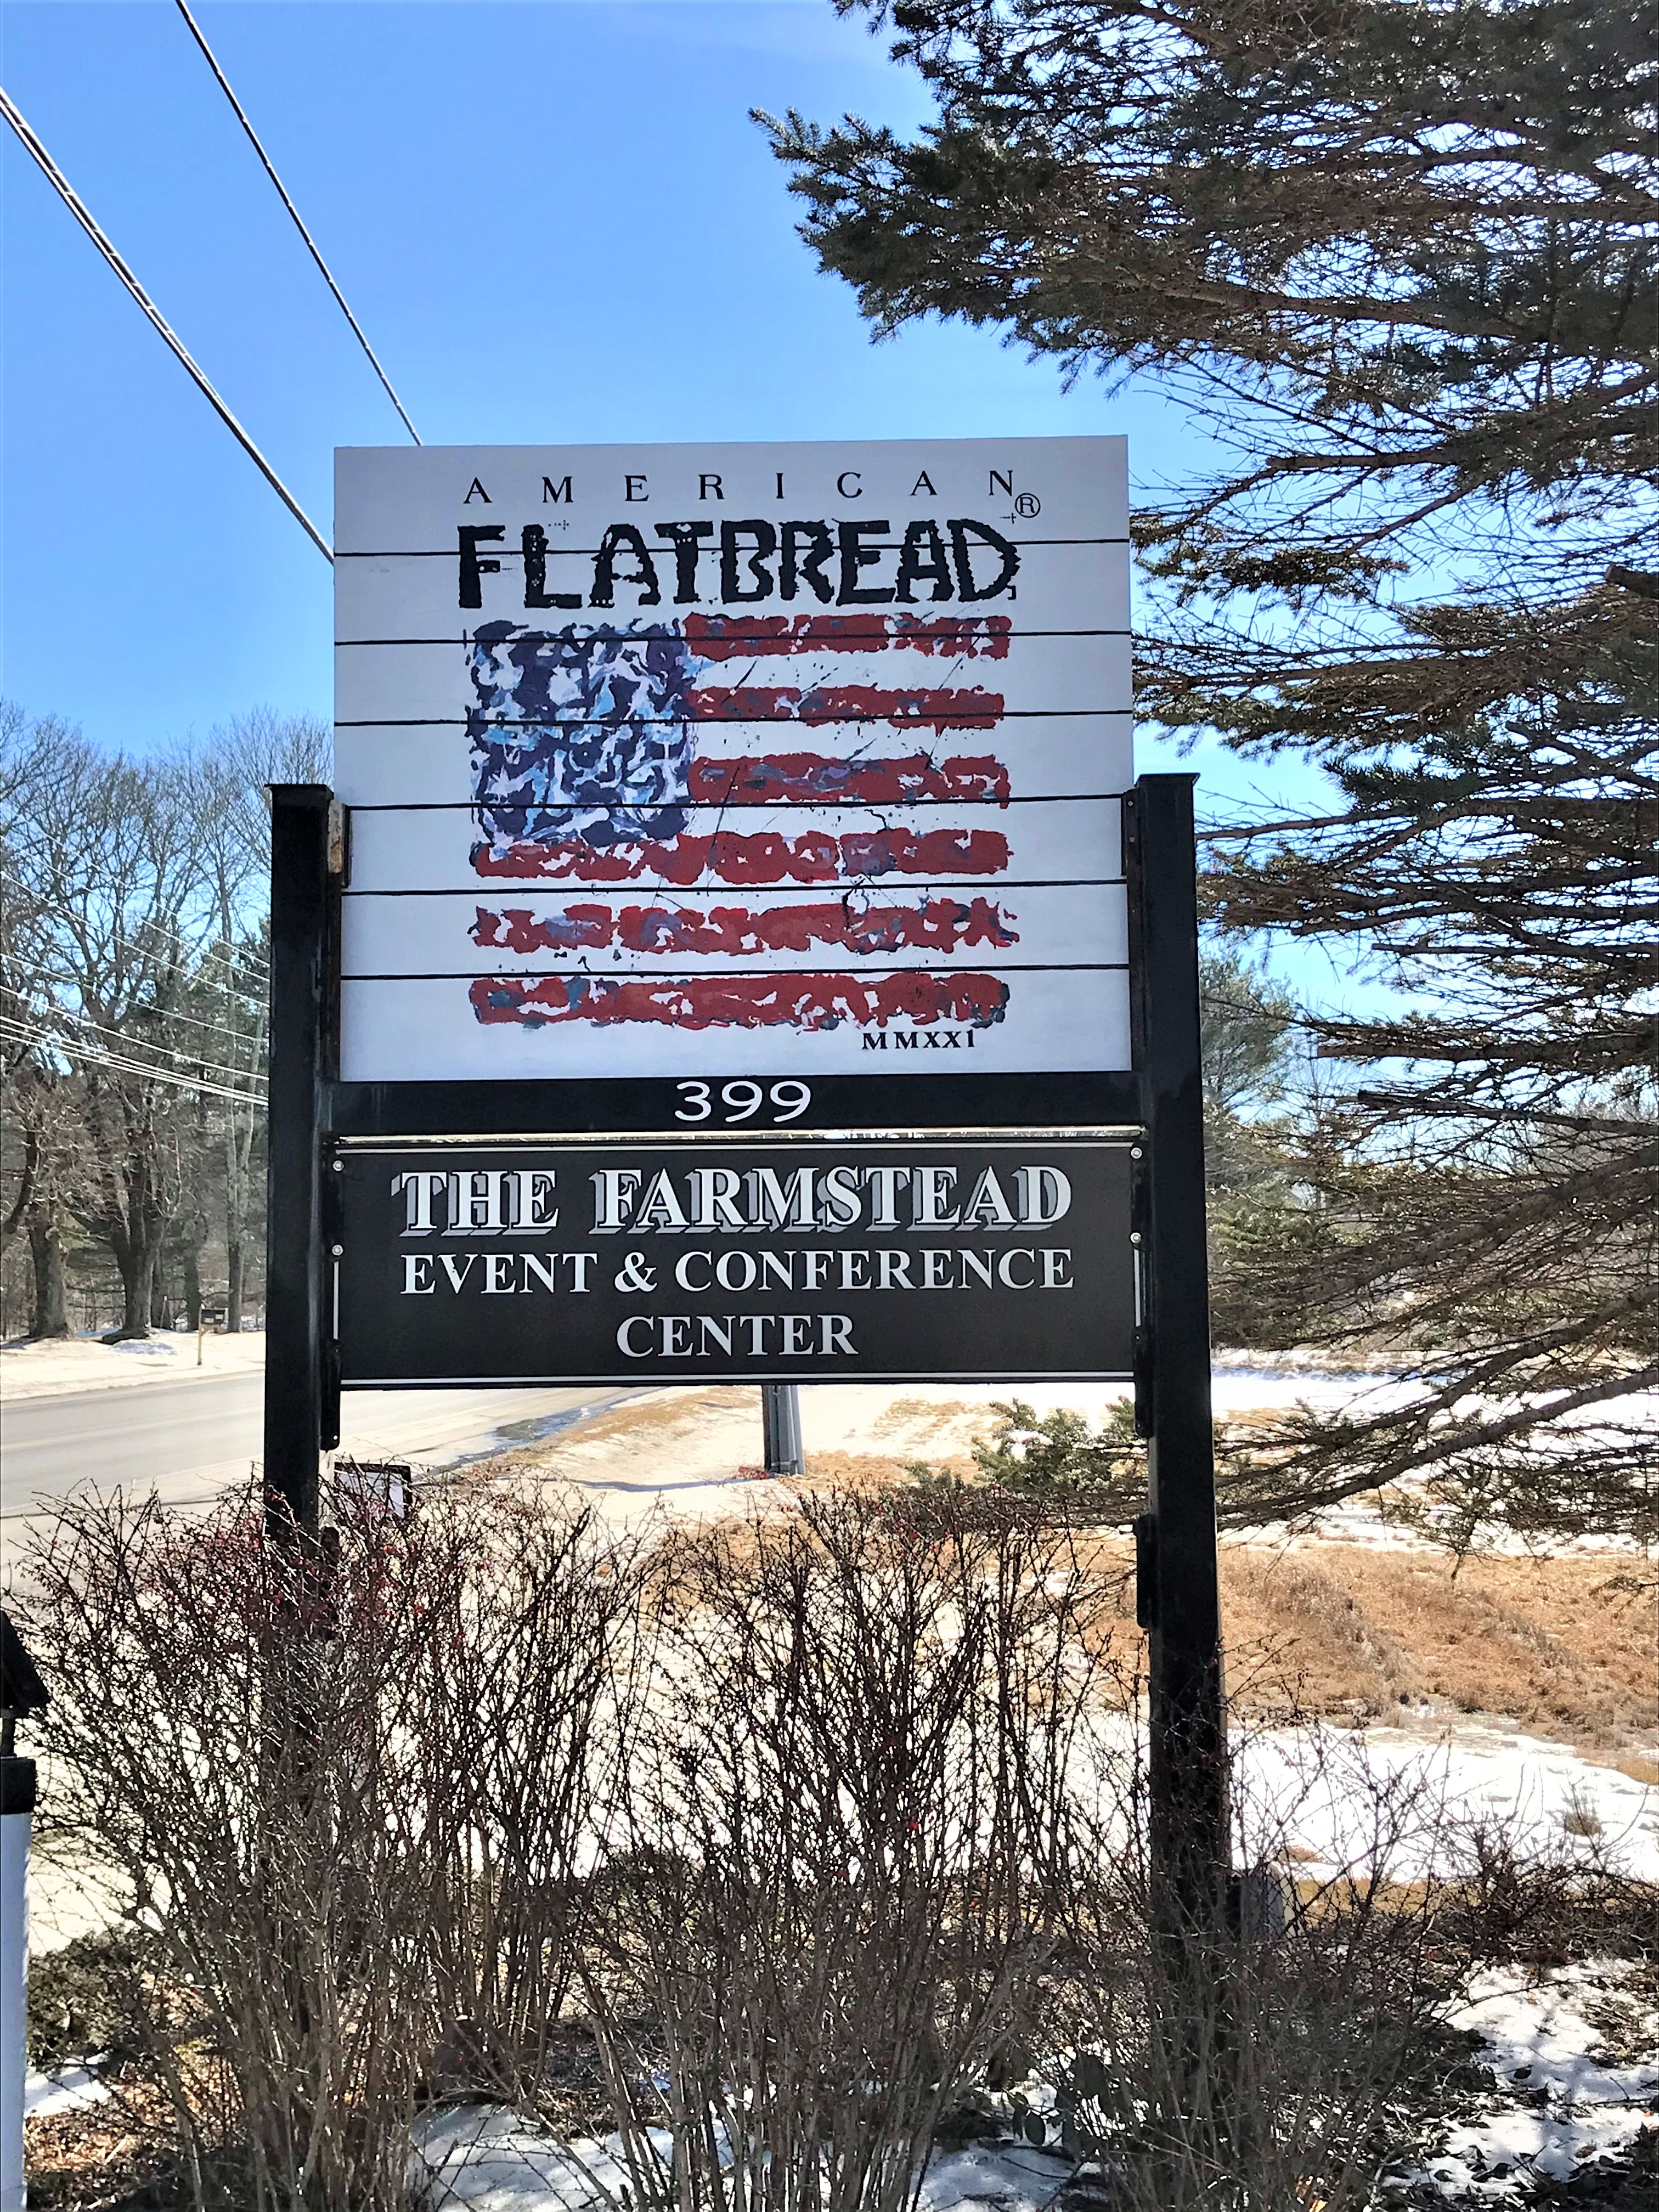 AMERICAN®
FLATBREAD
MMXXI
399
THE FARMSTEAD
EVENT & CONFERENCE
CENTER